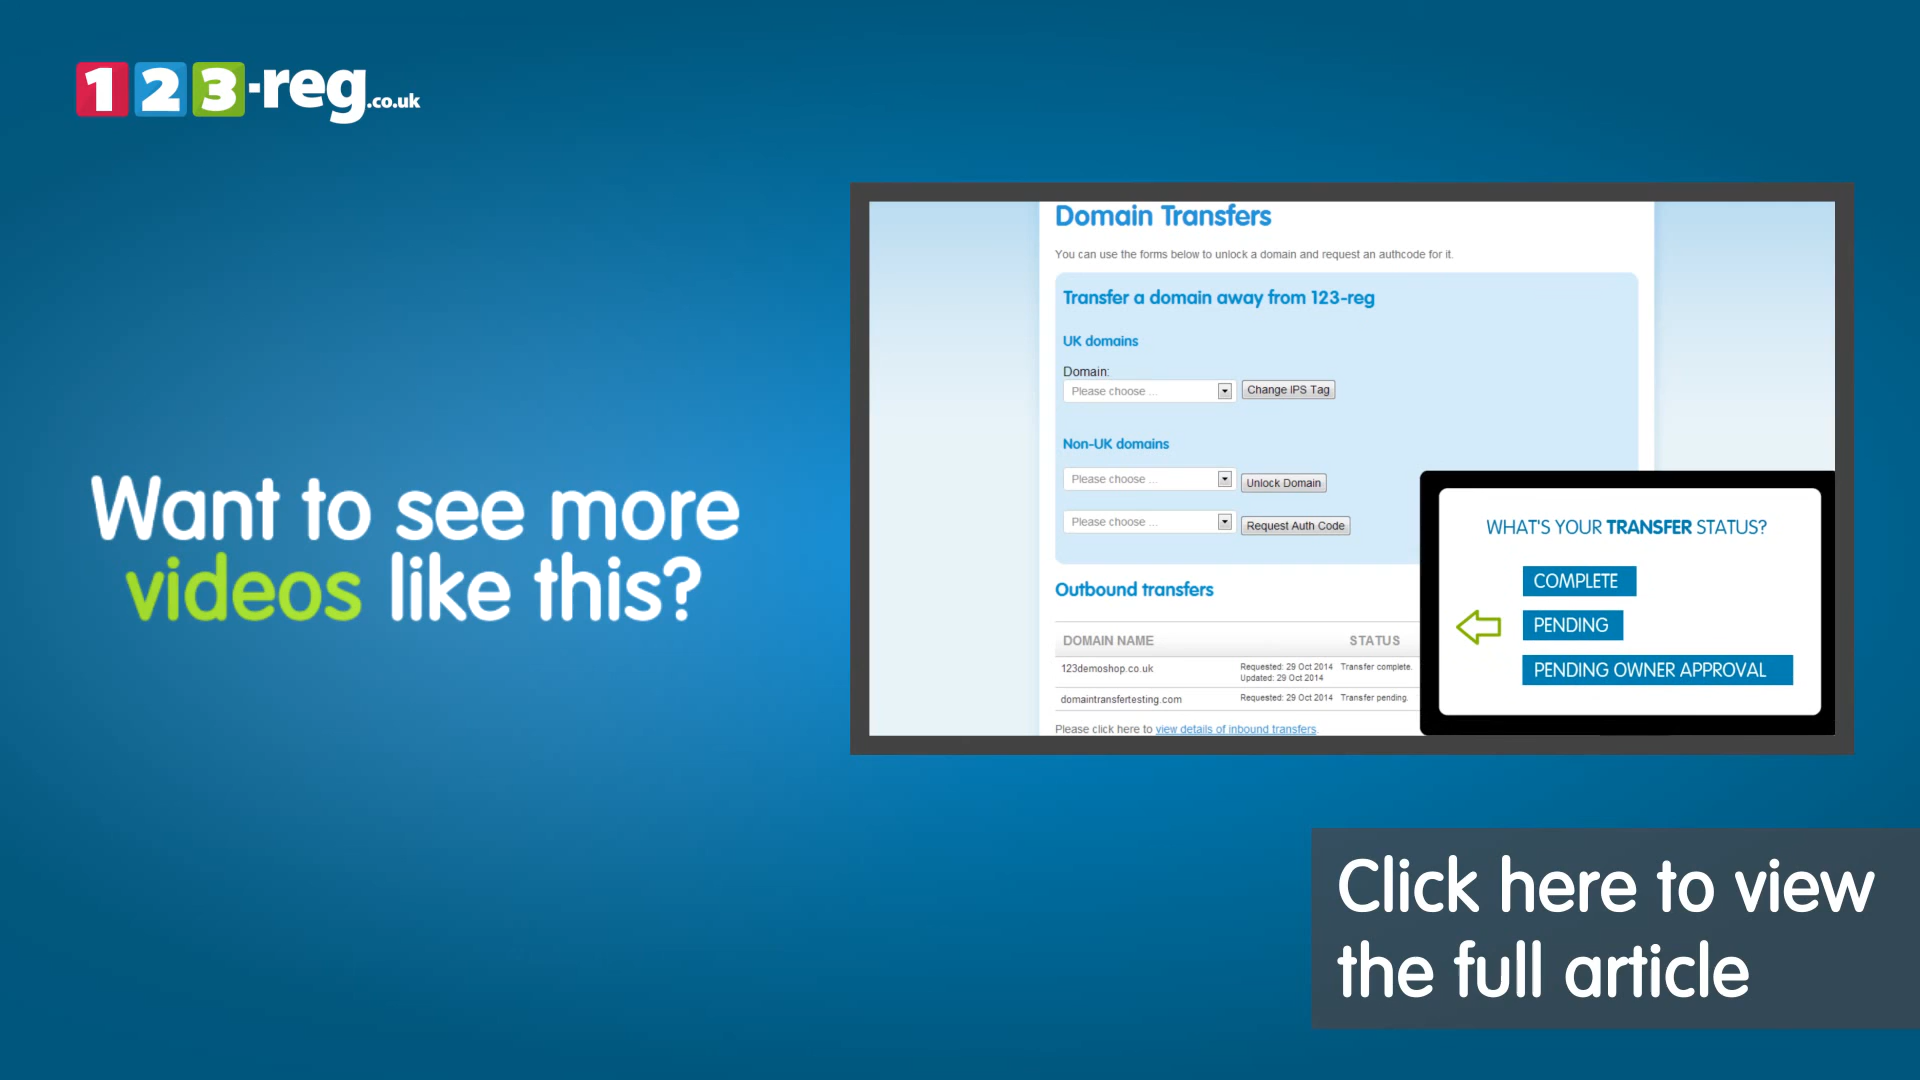 123-reg.co.uk
Want to see more
videos like this?
Domain Transfers
You can use the forms below to unlock a domain and request an authcode for it.
Transfer a domain away from 123-reg
UK domains
Domain:
Please choose ... Change IPS Tag
Non-UK domains
Please choose ... Unlock Domain
Please choose ... Request Auth Code
Outbound transfers
DOMAIN NAME STATUS
123demoshop.co.uk Requested: 29 Oct 2014 Transfer complete.
Updated: 29 Oct 2014
domaintransfertesting.com Requested: 29 Oct 2014 Transfer pending.
Please click here to view details of inbound transfers.
WHAT'S YOUR TRANSFER STATUS?
COMPLETE
PENDING
PENDING OWNER APPROVAL
Click here to view
the full article